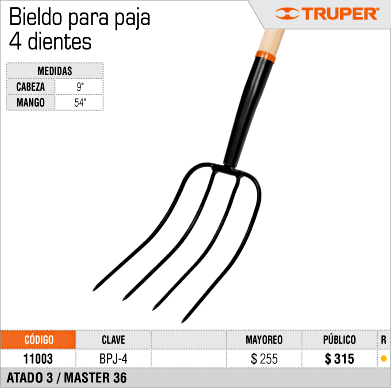 Bieldo para paja
4 dientes
TRUPER®
MEDIDAS
CABEZA 9"
MANGO 54"
CÓDIGO CLAVE MAYOREO PÚBLICO R
11003 BPJ-4 $ 255 $ 315
ATADO 3 / MASTER 36